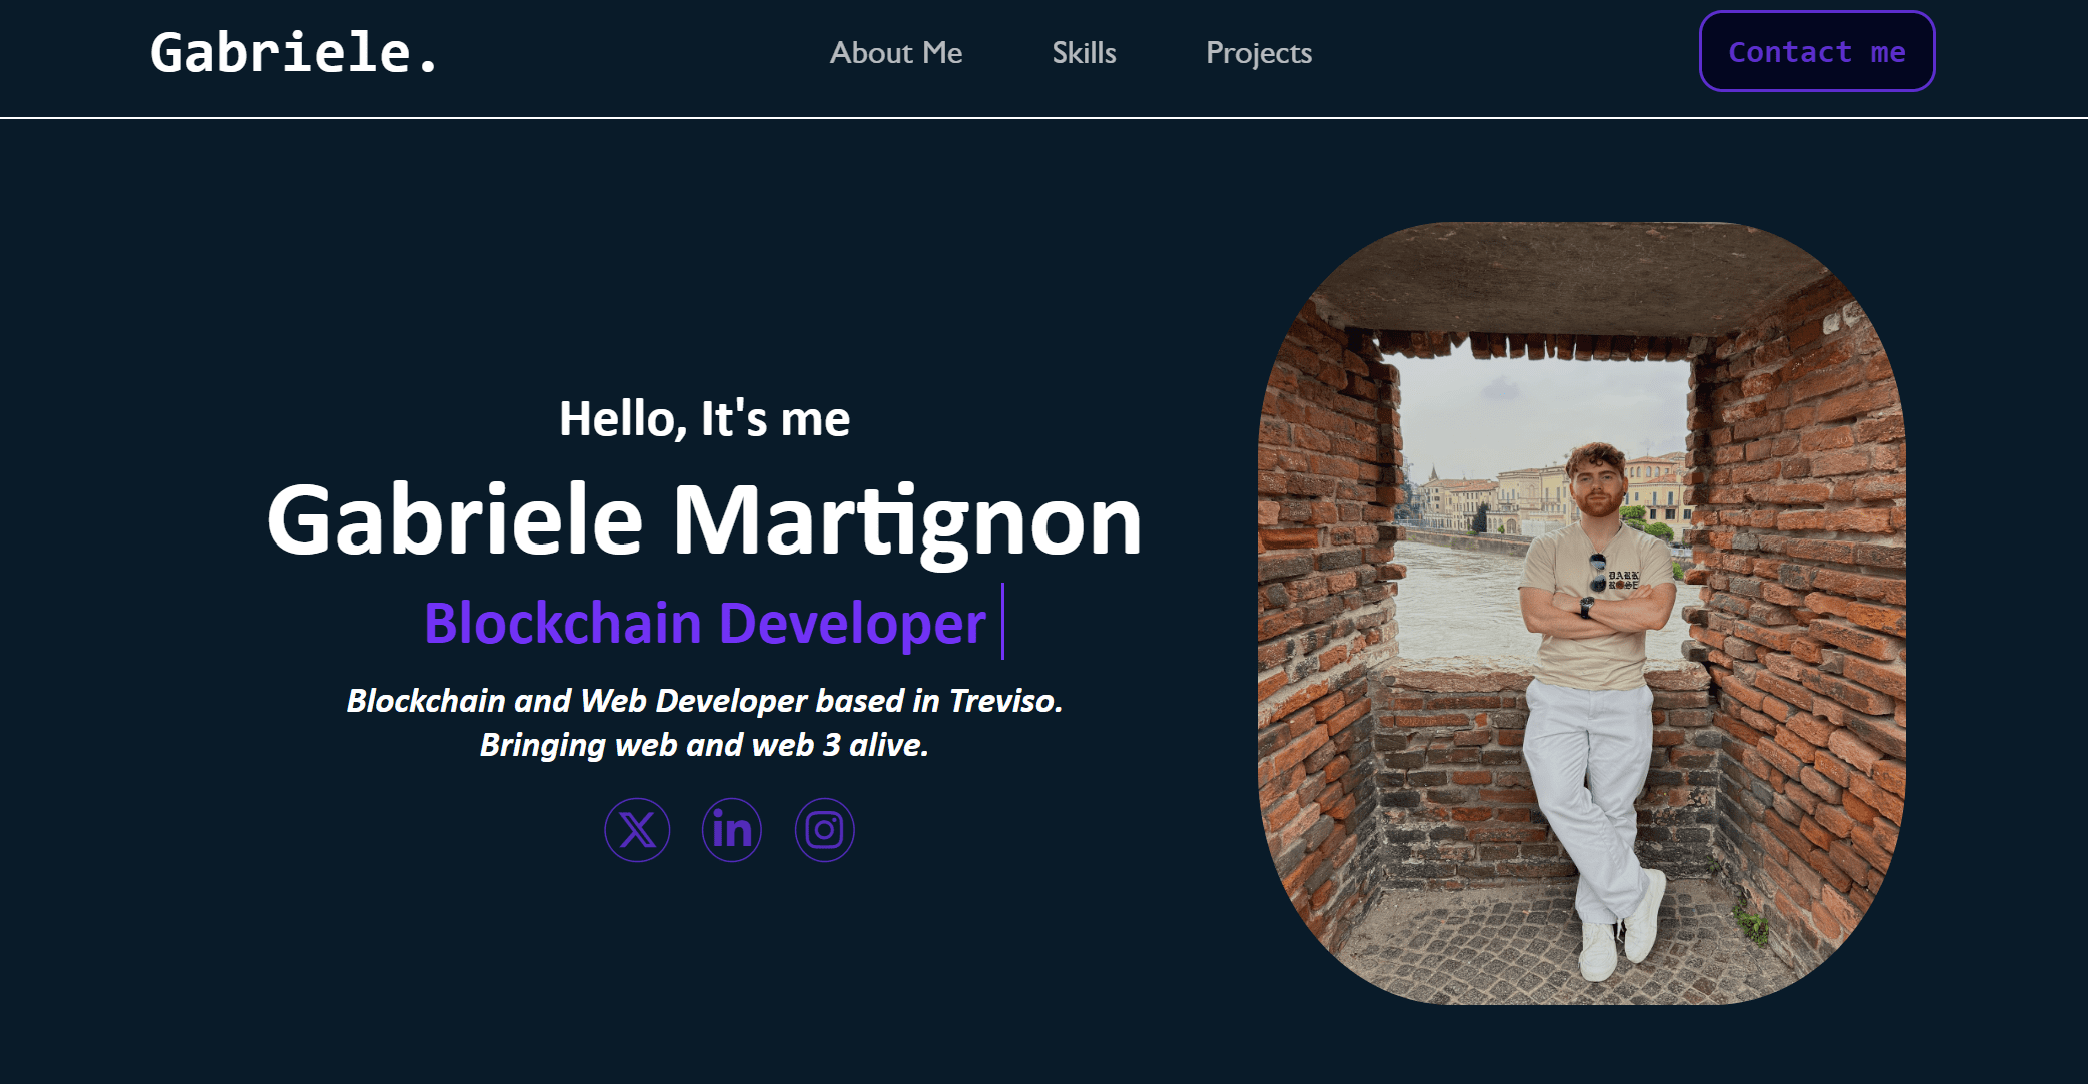 Gabriele.
About Me
Skills
Projects
Contact me
Hello, It's me
Gabriele Martignon
Blockchain Developer
Blockchain and Web Developer based in Treviso.
Bringing web and web 3 alive.
in
DARK
ROSE